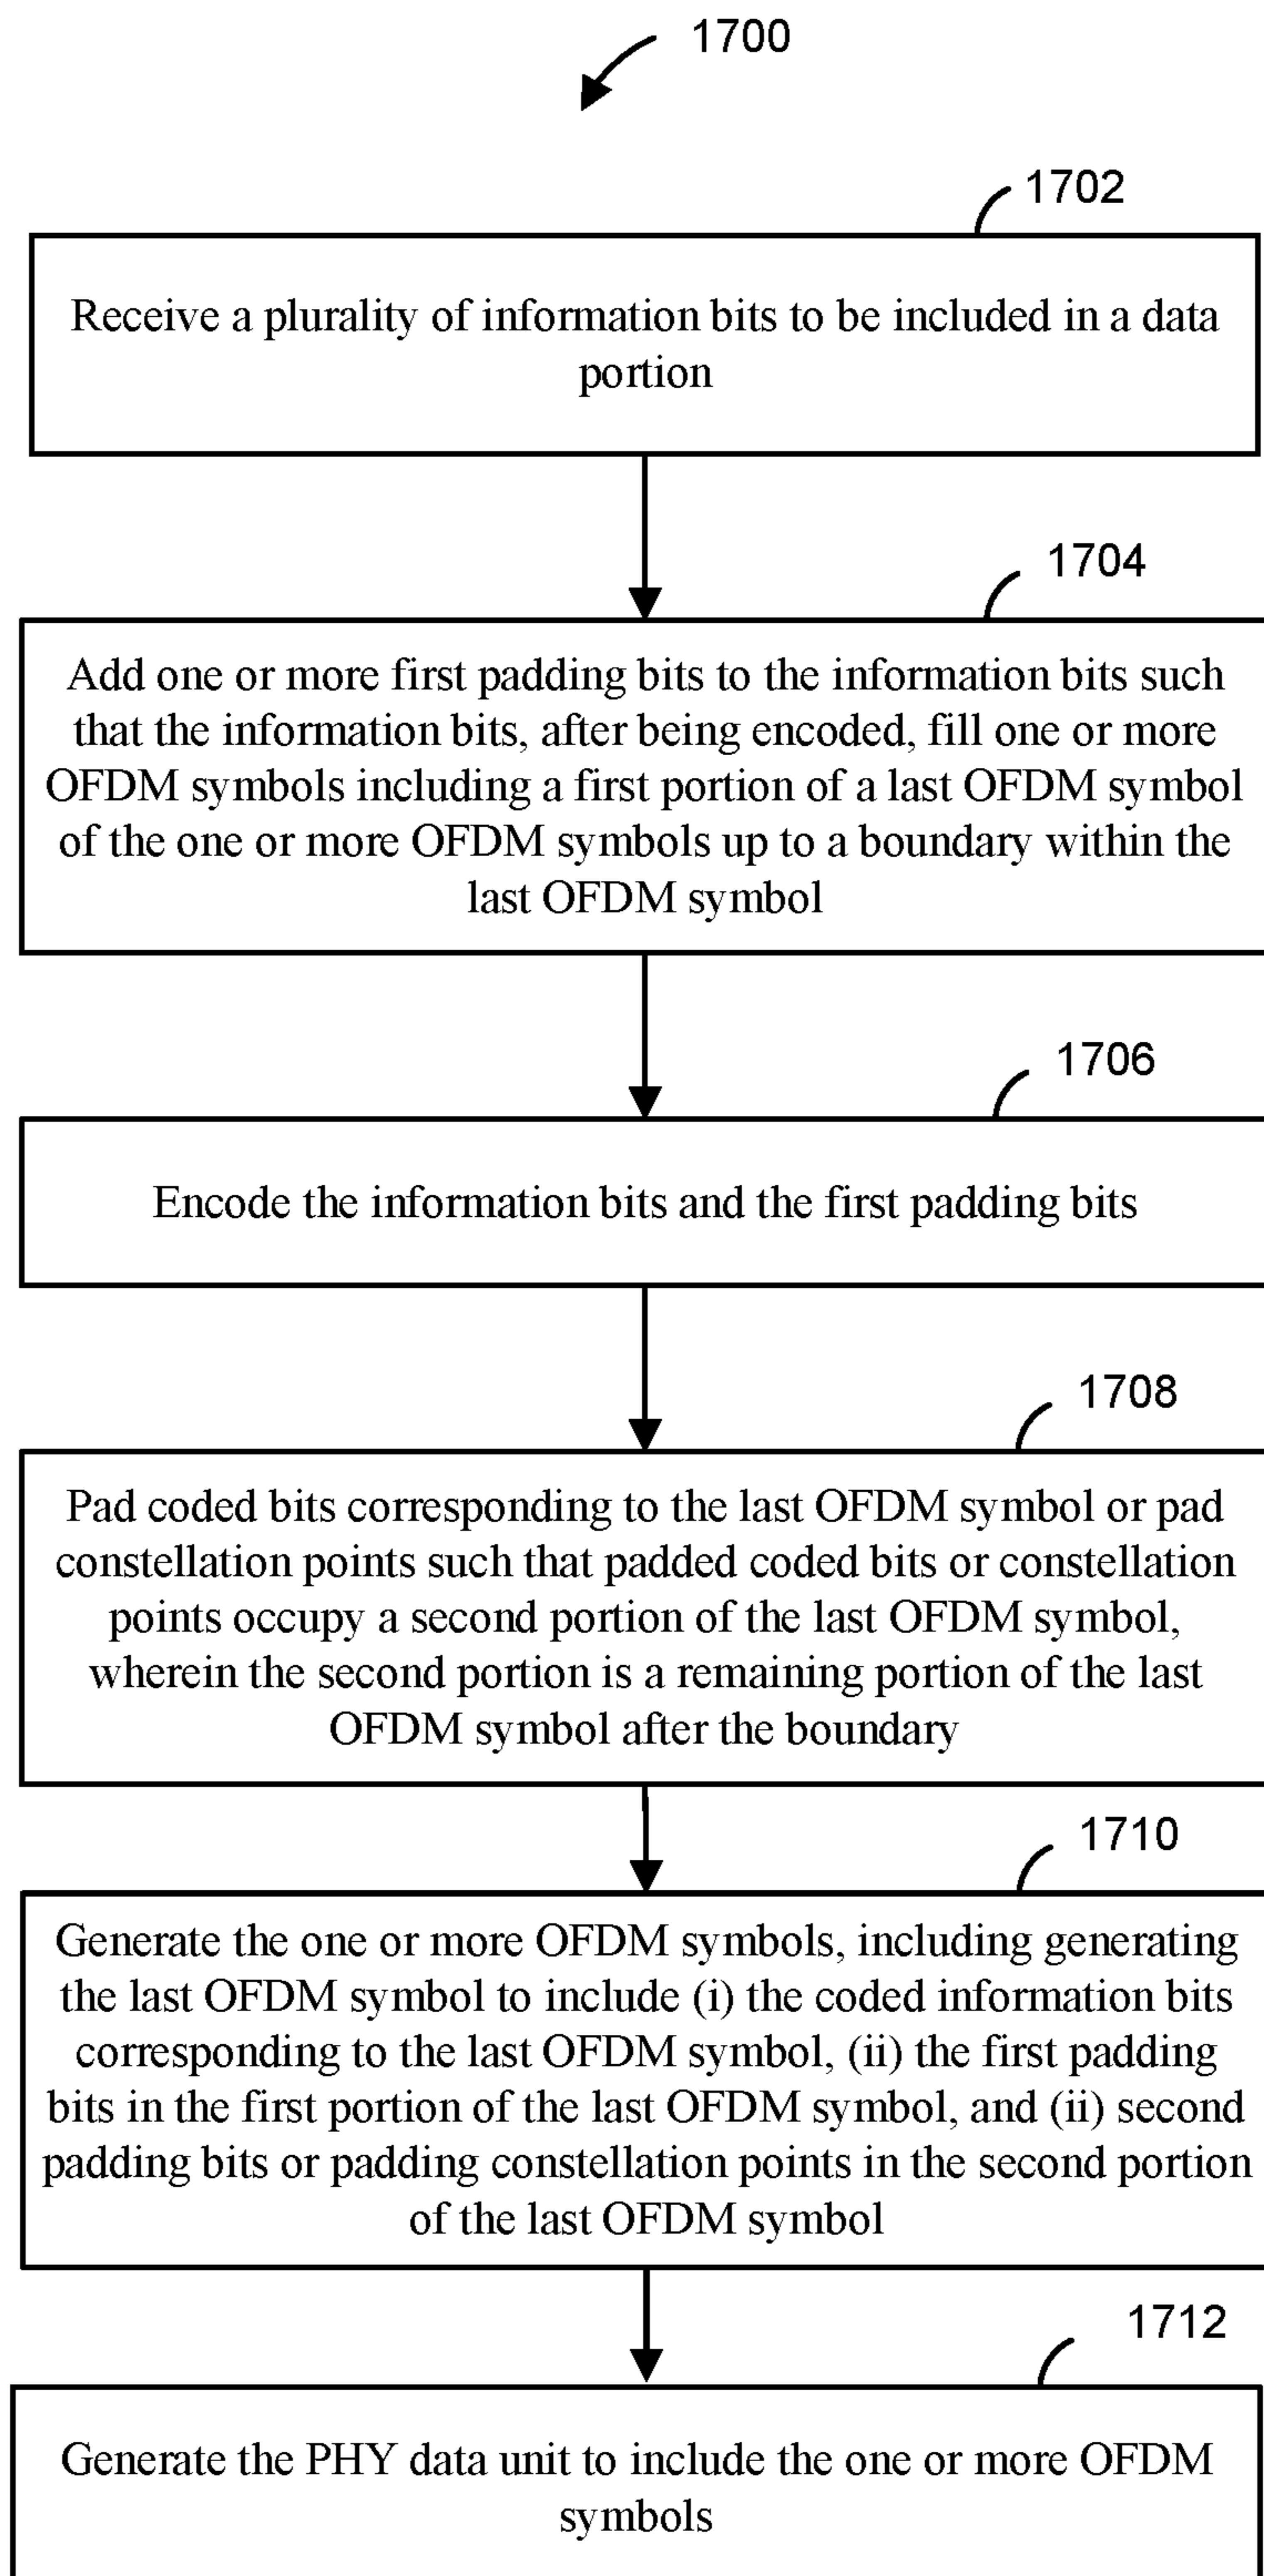 1700
1702
Receive a plurality of information bits to be included in a data
portion
1704
Add one or more first padding bits to the information bits such
that the information bits, after being encoded, fill one or more
OFDM symbols including a first portion of a last OFDM symbol
of the one or more OFDM symbols up to a boundary within the
last OFDM symbol
1706
Encode the information bits and the first padding bits
1708
Pad coded bits corresponding to the last OFDM symbol or pad
constellation points such that padded coded bits or constellation
points occupy a second portion of the last OFDM symbol,
wherein the second portion is a remaining portion of the last
OFDM symbol after the boundary
1710
Generate the one or more OFDM symbols, including generating
the last OFDM symbol to include (i) the coded information bits
corresponding to the last OFDM symbol, (ii) the first padding
bits in the first portion of the last OFDM symbol, and (ii) second
padding bits or padding constellation points in the second portion
of the last OFDM symbol
1712
Generate the PHY data unit to include the one or more OFDM
symbols